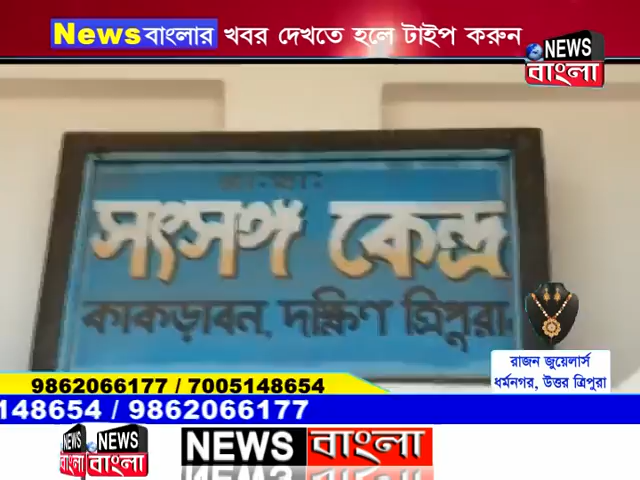 Newsবাংলার খবর দেখতে হলে টাইপ করুন
NEWS
বাংলা
সৎসঙ্গ কেন্দ্র
কাকড়াবন, দক্ষিণ ত্রিপুরা
রাজন জুয়েলার্স
ধর্মনগর, উত্তর ত্রিপুরা
9862066177 / 7005148654
148654 / 9862066177
NEWS
বাংলা
NEWS
বাংলা
NEWS বাংলা